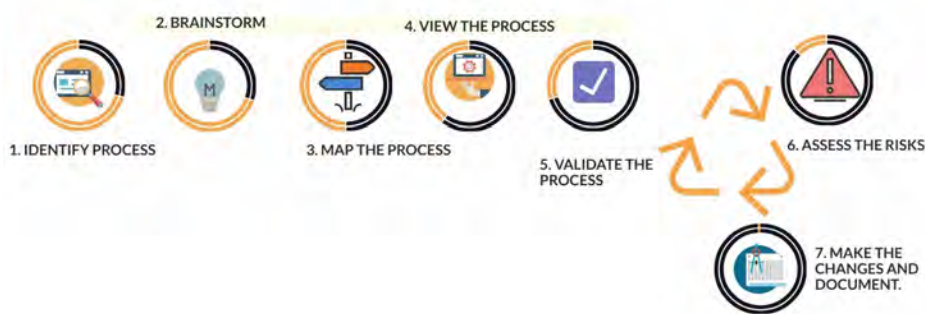 1. IDENTIFY PROCESS
2. BRAINSTORM
M
3. MAP THE PROCESS
4. VIEW THE PROCESS
5. VALIDATE THE
PROCESS
6. ASSESS THE RISKS
7. MAKE THE
CHANGES AND
DOCUMENT.